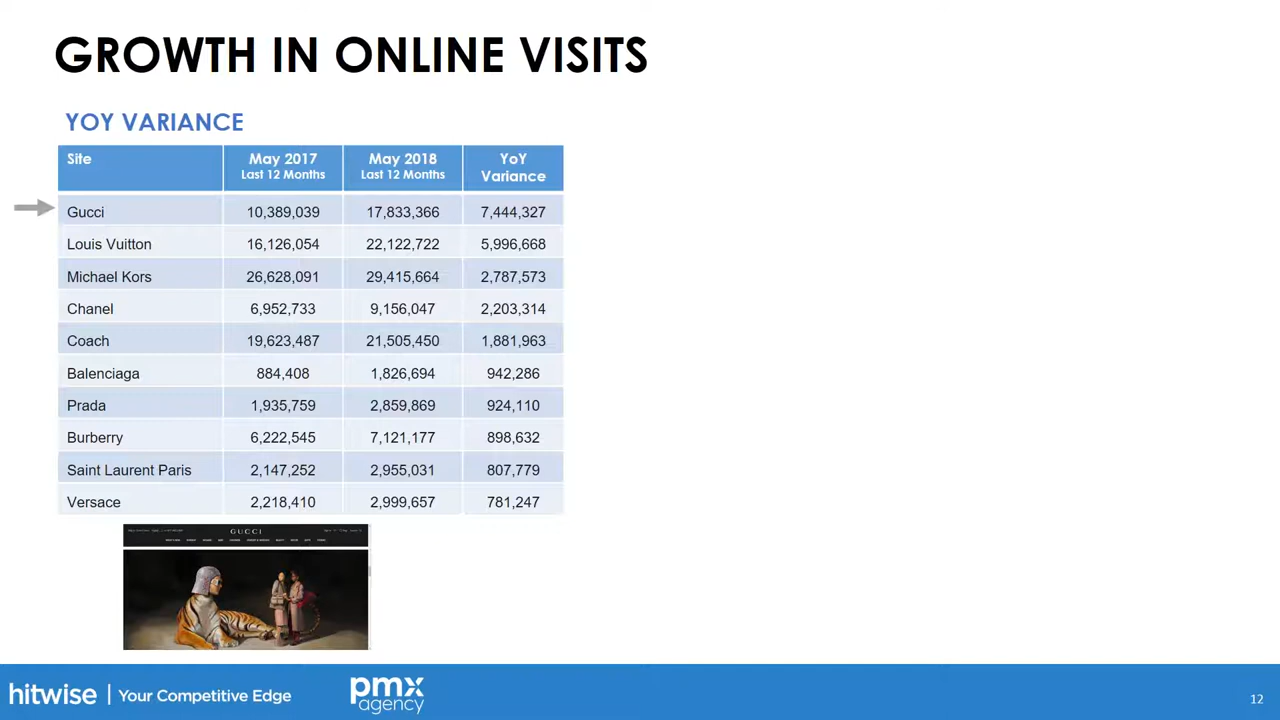 GROWTH IN ONLINE VISITS
YOY VARIANCE
Site May 2017 May 2018 YoY
Last 12 Months Last 12 Months Variance
Gucci 10,389,039 17,833,366 7,444,327
Louis Vuitton 16,126,054 22,122,722 5,996,668
Michael Kors 26,628,091 29,415,664 2,787,573
Chanel 6,952,733 9,156,047 2,203,314
Coach 19,623,487 21,505,450 1,881,963
Balenciaga 884,408 1,826,694 942,286
Prada 1,935,759 2,859,869 924,110
Burberry 6,222,545 7,121,177 898,632
Saint Laurent Paris 2,147,252 2,955,031 807,779
Versace 2,218,410 2,999,657 781,247
GUCCI
hitwise | Your Competitive Edge
pmx
agency
12